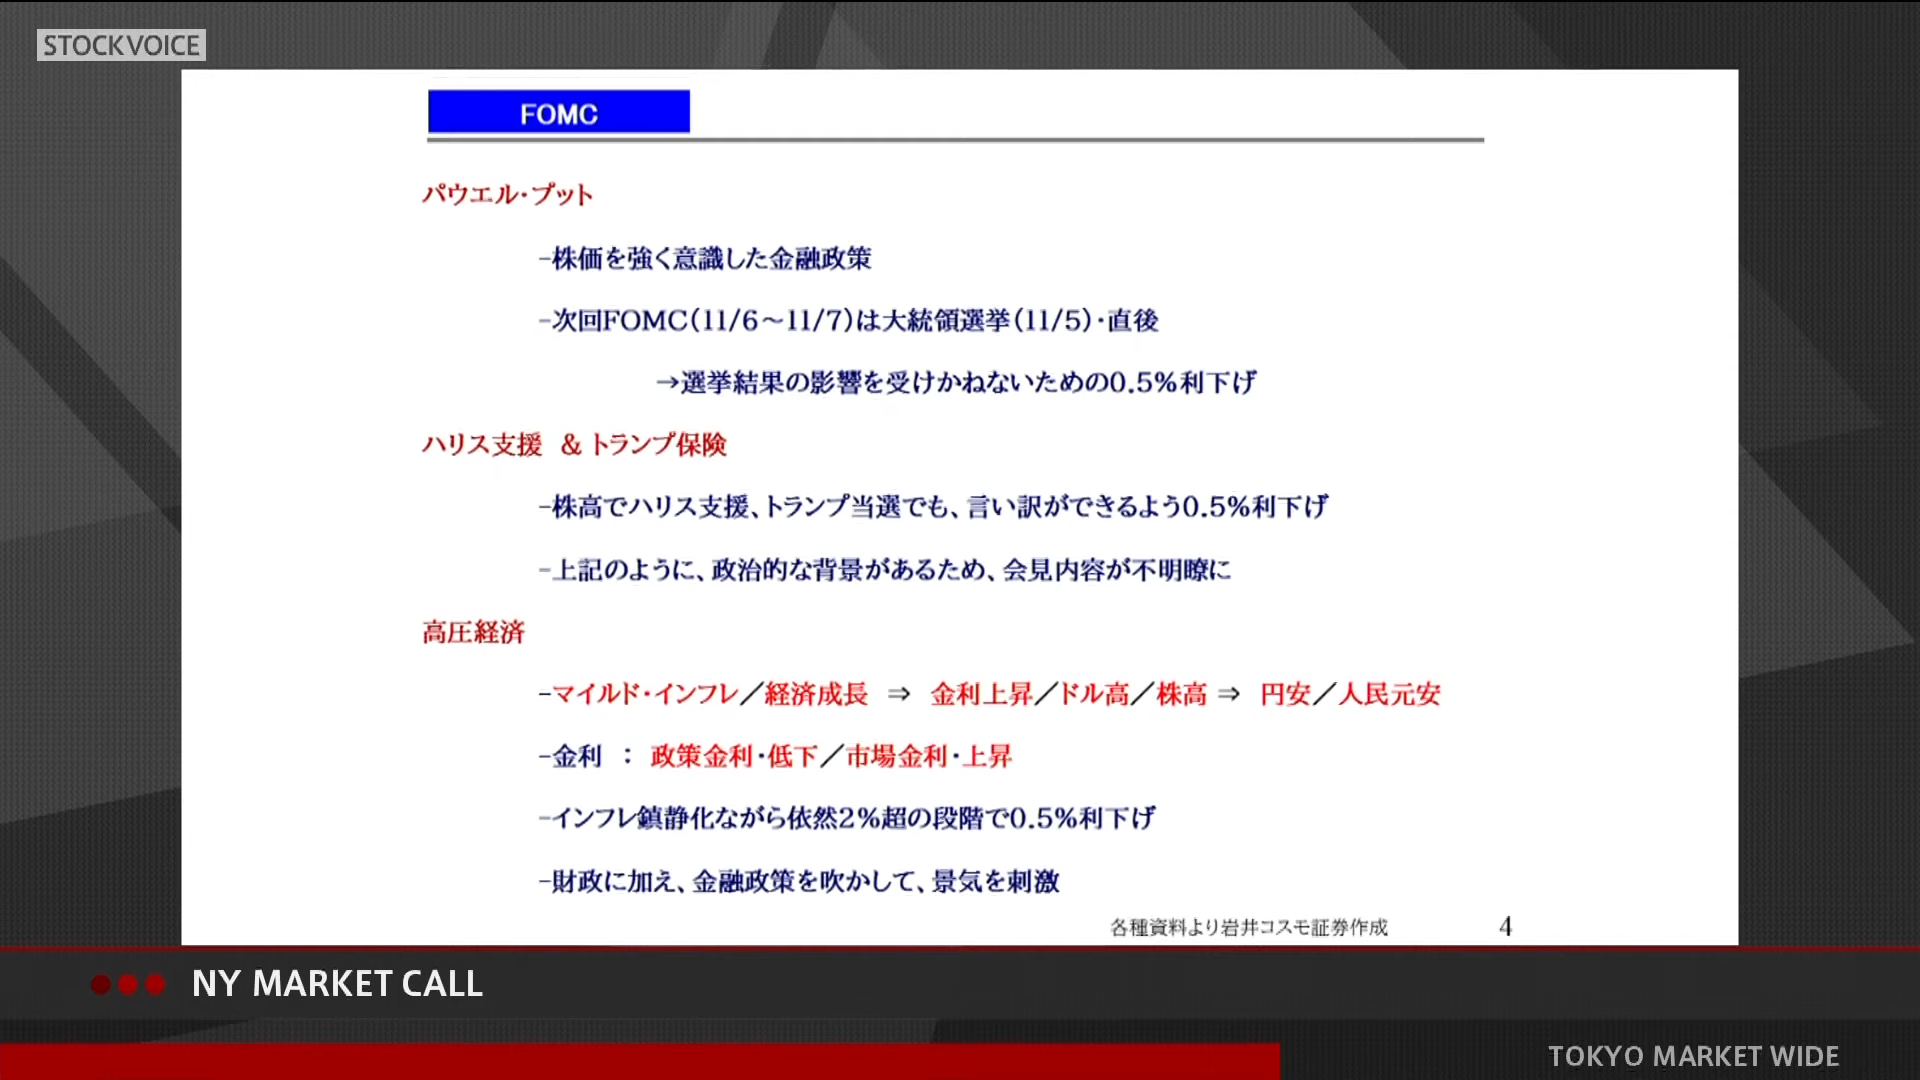 STOCKVOICE
FOMC
パウエル・プット
－株価を強く意識した金融政策
－次回FOMC（11/6～11/7）は大統領選挙（11/5）・直後
→選挙結果の影響を受けかねないための0.5％利下げ
ハリス支援 ＆ トランプ保険
－株高でハリス支援、トランプ当選でも、言い訳ができるよう0.5％利下げ
－上記のように、政治的な背景があるため、会見内容が不明瞭に
高圧経済
－マイルド・インフレ／経済成長 ⇒ 金利上昇／ドル高／株高 ⇒ 円安／人民元安
－金利 ： 政策金利・低下／市場金利・上昇
－インフレ鎮静化ながら依然2％超の段階で0.5％利下げ
－財政に加え、金融政策を吹かして、景気を刺激
各種資料より岩井コスモ証券作成 4
NY MARKET CALL
TOKYO MARKET WIDE